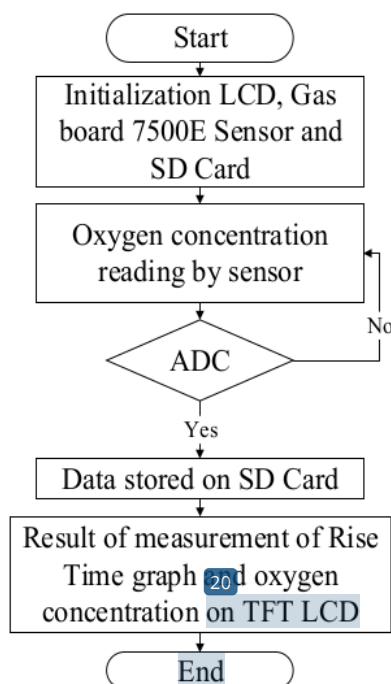 Start
Initialization LCD, Gas
board 7500E Sensor and
SD Card
Oxygen concentration
reading by sensor
No
ADC
Yes
Data stored on SD Card
Result of measurement of Rise
Time graph and oxygen
20
concentration on TFT LCD
End